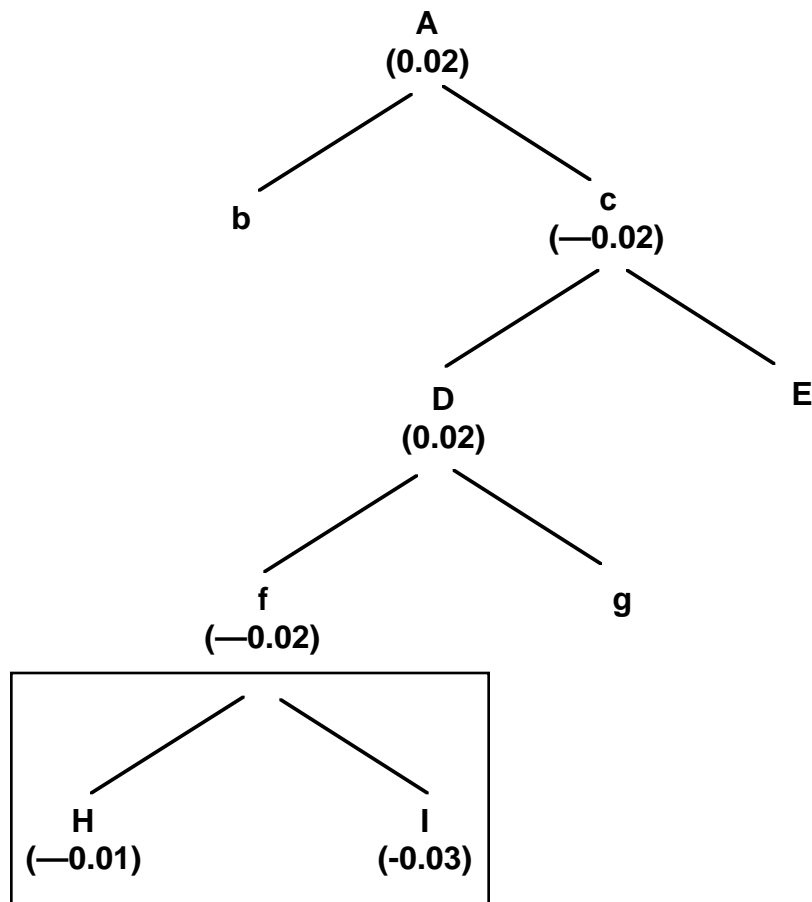 A
(0.02)
b
c
(—0.02)
D
(0.02)
E
f
(—0.02)
g
H
(—0.01)
I
(-0.03)